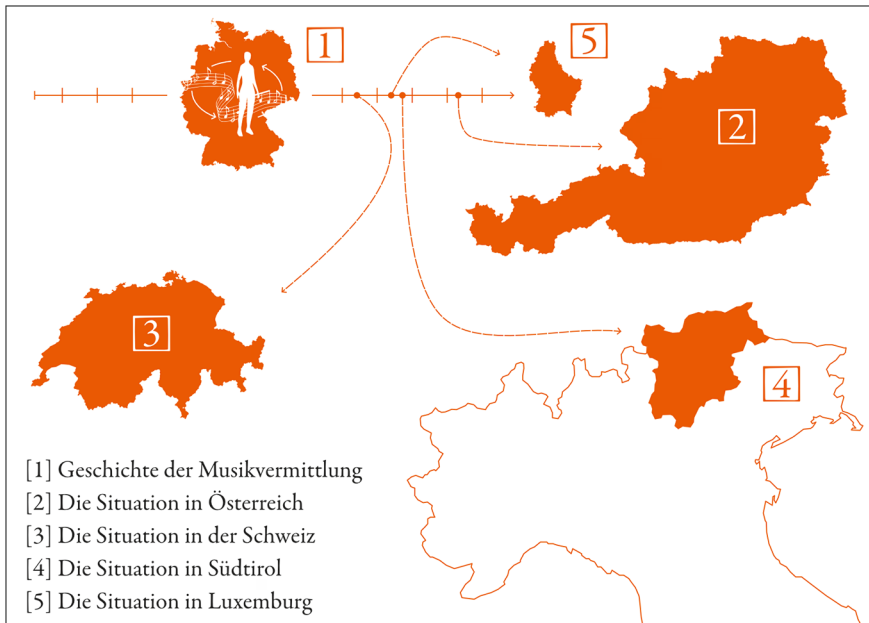 1
5
2
3
4
[1] Geschichte der Musikvermittlung
[2] Die Situation in Österreich
[3] Die Situation in der Schweiz
[4] Die Situation in Südtirol
[5] Die Situation in Luxemburg